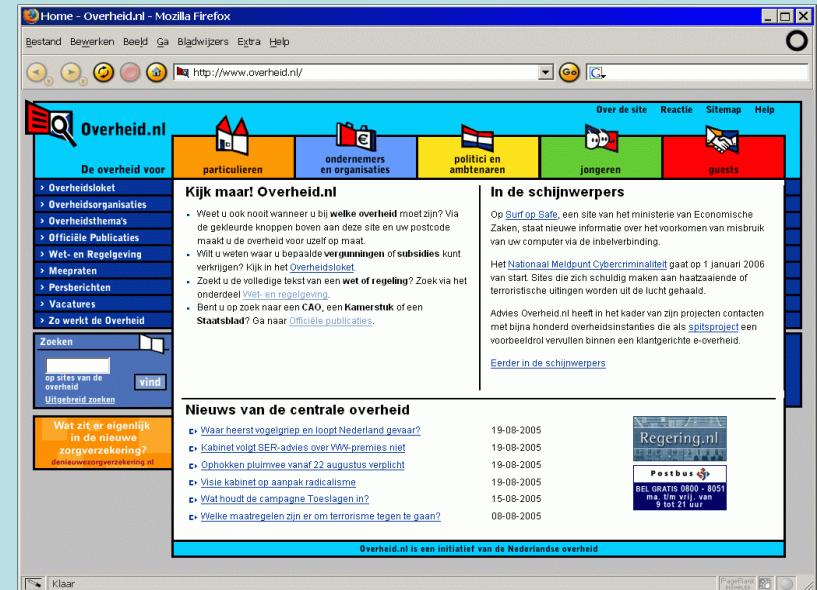 Home - Overheid.nl - Mozilla Firefox
Bestand Bewerken Beeld Ga Bladwijzers Extra Help
http://www.overheid.nl/
Go
G
Over de site Reactie Sitemap Help
Overheid.nl
De overheid voor
particulieren
ondernemers
en organisaties
politici en
ambtenaren
jongeren
guests
› Overheidsloket
› Overheidsorganisaties
› Overheidsthema's
› Officiële Publicaties
› Wet- en Regelgeving
› Meepraten
› Persberichten
› Vacatures
› Zo werkt de Overheid
Zoeken
op sites van de
overheid
vind
Uitgebreid zoeken
Wat zit er eigenlijk
in de nieuwe
zorgverzekering?
denieuwezorgverzekering.nl
Kijk maar! Overheid.nl
Weet u ook nooit wanneer u bij welke overheid moet zijn? Via
de gekleurde knoppen boven aan deze site en uw postcode
maakt u de overheid voor uzelf op maat.
Wilt u weten waar u bepaalde vergunningen of subsidies kunt
verkrijgen? Kijk in het Overheidsloket.
Zoekt u de volledige tekst van een wet of regeling? Zoek via het
onderdeel Wet- en regelgeving.
Bent u op zoek naar een CAO, een Kamerstuk of een
Staatsblad? Ga naar Officiële publicaties.
In de schijnwerpers
Op Surf op Safe, een site van het ministerie van Economische
Zaken, staat nieuwe informatie over het voorkomen van misbruik
van uw computer via de inbelverbinding.
Het Nationaal Meldpunt Cybercriminaliteit gaat op 1 januari 2006
van start. Sites die zich schuldig maken aan haatzaaiende of
terroristische uitingen worden uit de lucht gehaald.
Advies Overheid.nl heeft in het kader van zijn projecten contacten
met bijna honderd overheidsinstanties die als spitsproject een
voorbeeldrol vervullen binnen een klantgerichte e-overheid.
Eerder in de schijnwerpers
Nieuws van de centrale overheid
Waar heerst vogelgriep en loopt Nederland gevaar? 19-08-2005
Kabinet volgt SER-advies over WW-premies niet 19-08-2005
Ophokken pluimvee vanaf 22 augustus verplicht 19-08-2005
Visie kabinet op aanpak radicalisme 19-08-2005
Wat houdt de campagne Toeslagen in? 15-08-2005
Welke maatregelen zijn er om terrorisme tegen te gaan? 08-08-2005
Regering.nl
Postbus 51
BEL GRATIS 0800 - 8051
ma. t/m vrij. van
9 tot 21 uur
Overheid.nl is een initiatief van de Nederlandse overheid
Klaar
PageRank